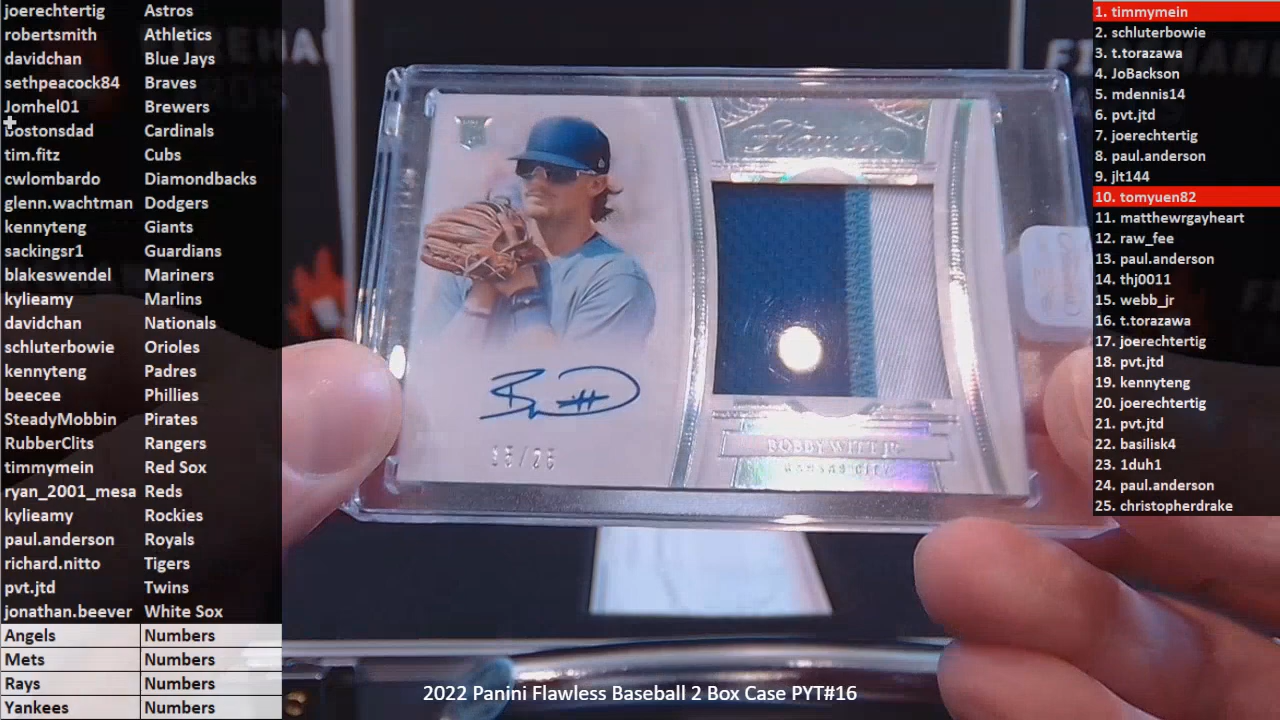 joerechtertig Astros
robertsmith Athletics
davidchan Blue Jays
sethpeacock84 Braves
Jomhel01 Brewers
bostonsdad Cardinals
tim.fitz Cubs
cwlombardo Diamondbacks
glenn.wachtman Dodgers
kennyteng Giants
sackingsr1 Guardians
blakeswendel Mariners
kylieamy Marlins
davidchan Nationals
schluterbowie Orioles
kennyteng Padres
beecee Phillies
SteadyMobbin Pirates
RubberClits Rangers
timmymein Red Sox
ryan_2001_mesa Reds
kylieamy Rockies
paul.anderson Royals
richard.nitto Tigers
pvt.jtd Twins
jonathan.beever White Sox
Angels Numbers
Mets Numbers
Rays Numbers
Yankees Numbers
Flawless
BOBBY WITT JR.
KANSAS CITY
15/25
2022 Panini Flawless Baseball 2 Box Case PYT#16
1. timmymein
2. schluterbowie
3. t.torazawa
4. JoBackson
5. mdennis14
6. pvt.jtd
7. joerechtertig
8. paul.anderson
9. jlt144
10. tomyuen82
11. matthewrgayheart
12. raw_fee
13. paul.anderson
14. thj0011
15. webb_jr
16. t.torazawa
17. joerechtertig
18. pvt.jtd
19. kennyteng
20. joerechtertig
21. pvt.jtd
22. basilisk4
23. 1duh1
24. paul.anderson
25. christopherdrake